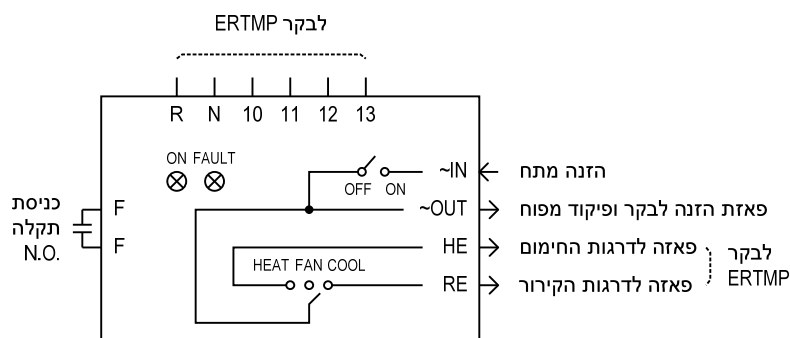 לבקר ERTMP
R N 10 11 12 13
ON FAULT
OFF ON
~IN
הזנה מתח
כניסת
תקלה
N.O.
F
F
~OUT
פאזת הזנה לבקר ופיקוד מפוח
HE
פאזה לדרגות החימום
HEAT FAN COOL
RE
פאזה לדרגות הקירור
לבקר
ERTMP